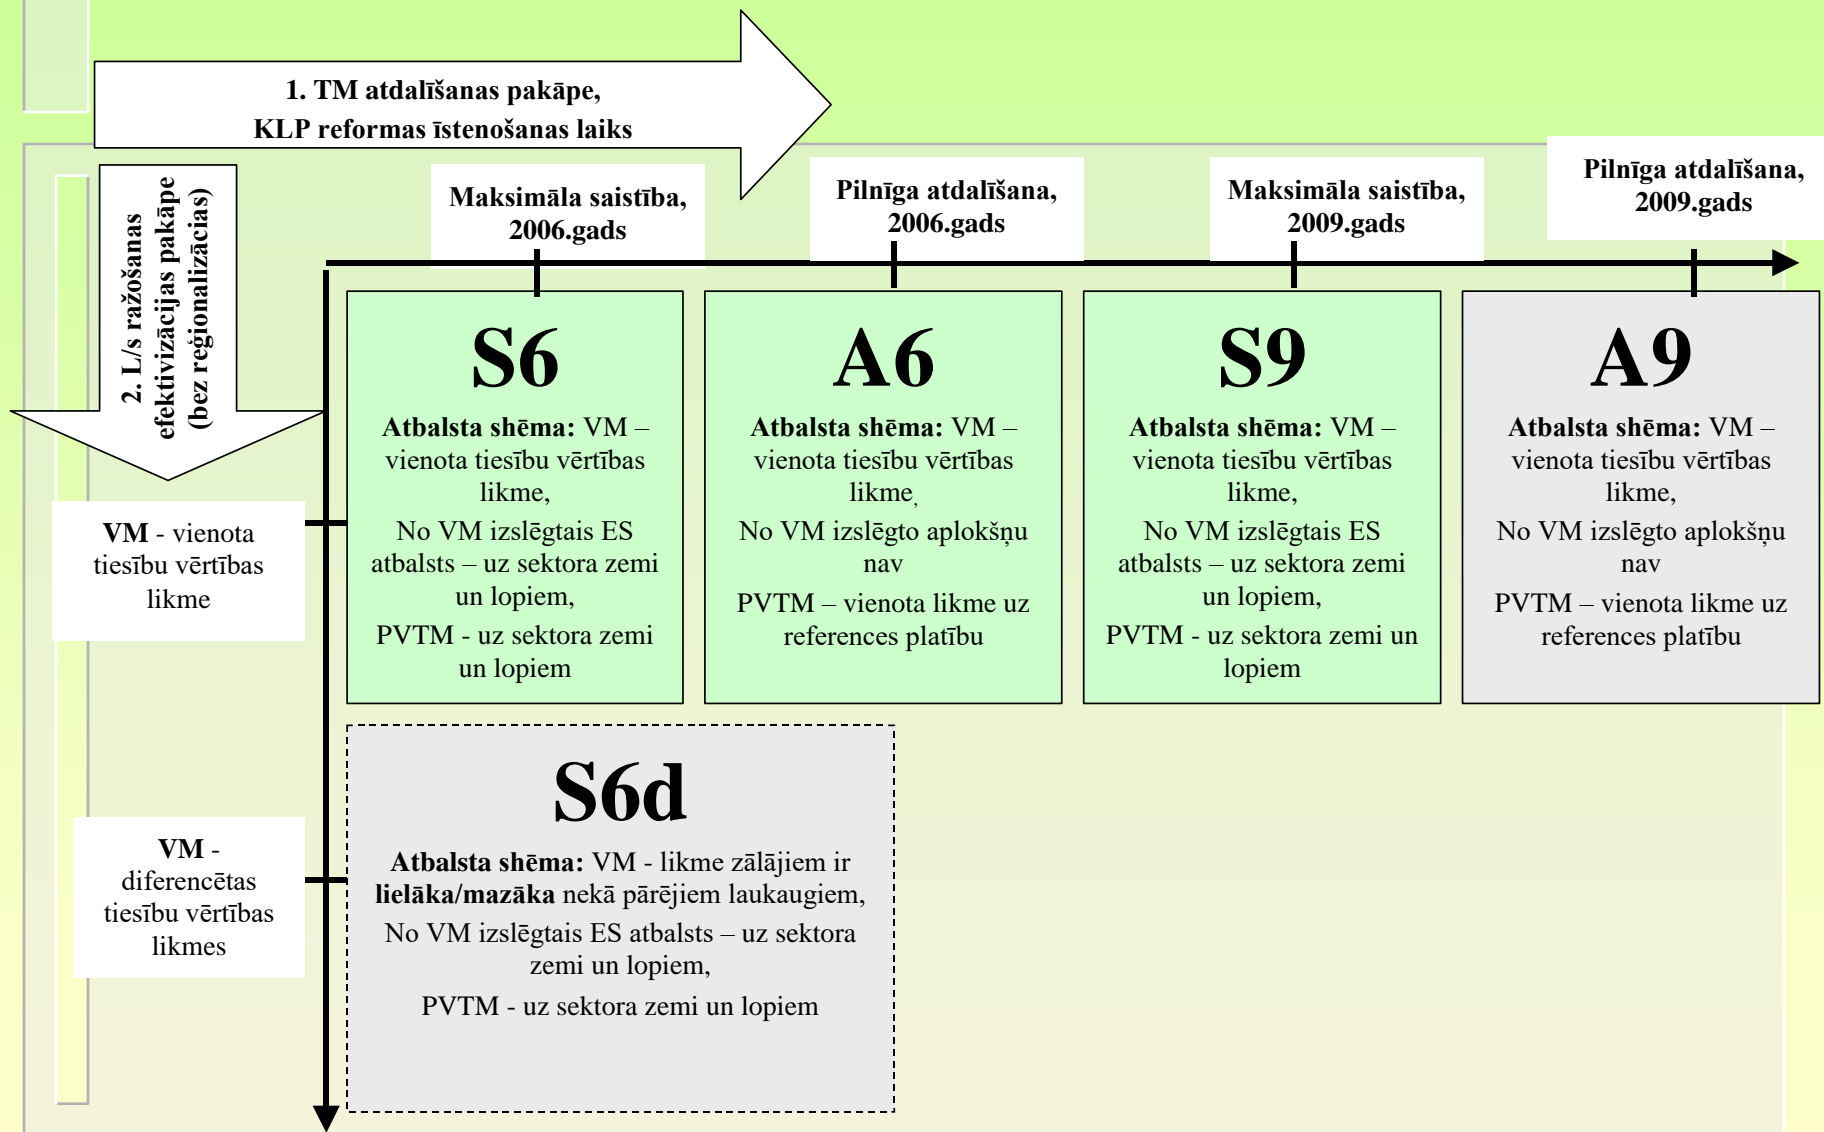 1. TM atdalīšanas pakāpe,
KLP reformas īstenošanas laiks
2. L/s ražošanas
efektivizācijas pakāpe
(bez reģionalizācias)
Maksimāla saistība,
2006.gads
Pilnīga atdalīšana,
2006.gads
Maksimāla saistība,
2009.gads
Pilnīga atdalīšana,
2009.gads
VM - vienota
tiesību vērtības
likme
S6
Atbalsta shēma: VM –
vienota tiesību vērtības
likme,
No VM izslēgtais ES
atbalsts – uz sektora zemi
un lopiem,
PVTM - uz sektora zemi
un lopiem
A6
Atbalsta shēma: VM –
vienota tiesību vērtības
likme,
No VM izslēgto aplokšņu
nav
PVTM – vienota likme uz
references platību
S9
Atbalsta shēma: VM –
vienota tiesību vērtības
likme,
No VM izslēgtais ES
atbalsts – uz sektora zemi
un lopiem,
PVTM - uz sektora zemi un
lopiem
A9
Atbalsta shēma: VM –
vienota tiesību vērtības
likme,
No VM izslēgto aplokšņu
nav
PVTM – vienota likme uz
references platību
VM -
diferencētas
tiesību vērtības
likmes
S6d
Atbalsta shēma: VM - likme zālājiem ir
lielāka/mazāka nekā pārējiem laukaugiem,
No VM izslēgtais ES atbalsts – uz sektora
zemi un lopiem,
PVTM - uz sektora zemi un lopiem